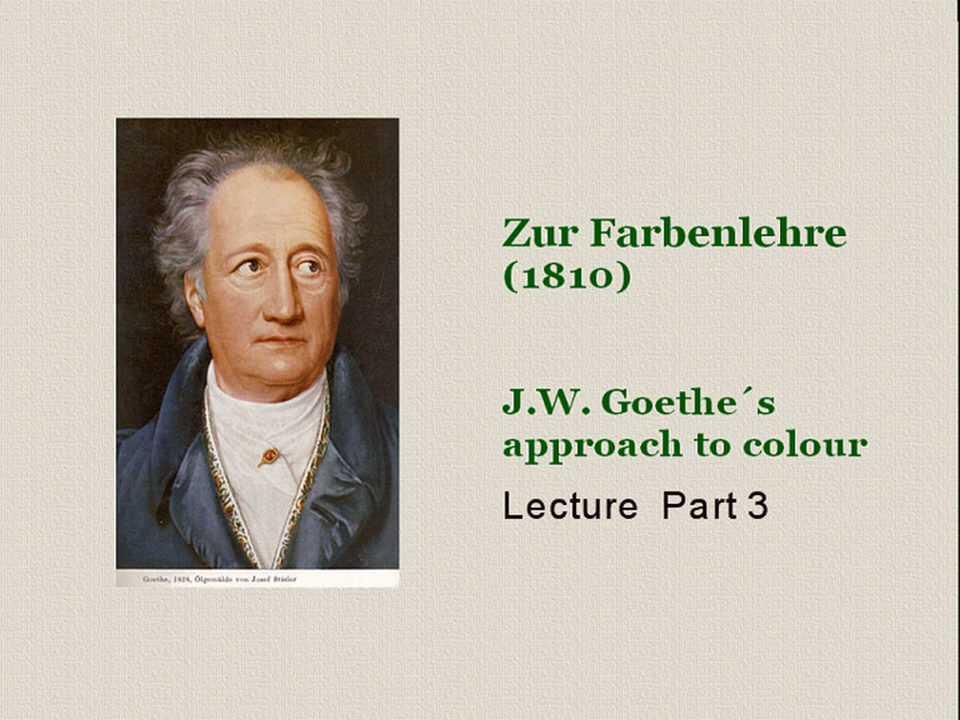 Zur Farbenlehre
(1810)
J.W. Goethe´s
approach to colour
Lecture Part 3
Goethe, 1828, Ölgemälde von Josef Stieler